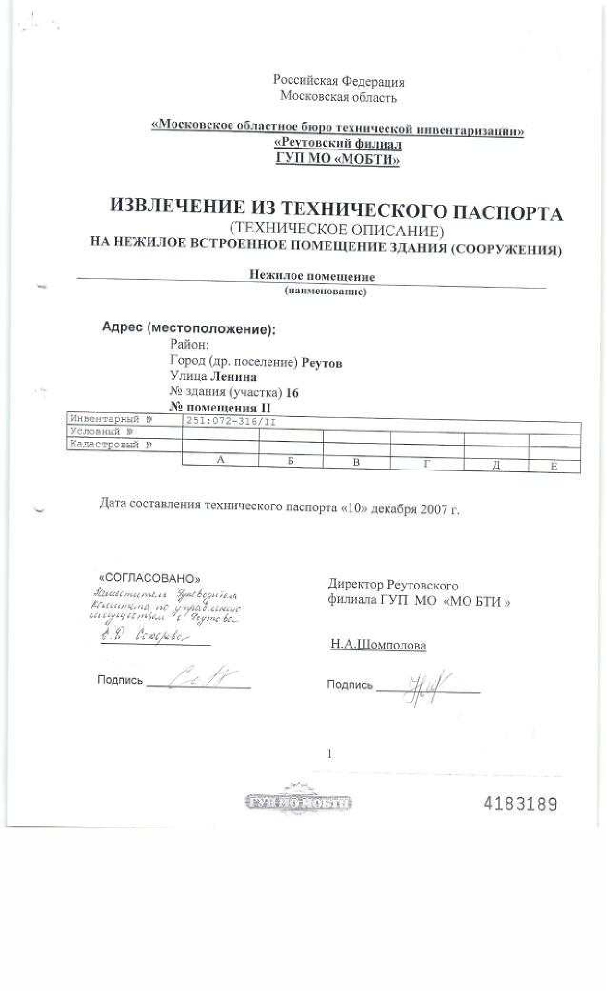 Российская Федерация
Московская область
«Московское областное бюро технической инвентаризации»
«Реутовский филиал
ГУП МО «МОБТИ»
ИЗВЛЕЧЕНИЕ ИЗ ТЕХНИЧЕСКОГО ПАСПОРТА
(ТЕХНИЧЕСКОЕ ОПИСАНИЕ)
НА НЕЖИЛОЕ ВСТРОЕННОЕ ПОМЕЩЕНИЕ ЗДАНИЯ (СООРУЖЕНИЯ)
Нежилое помещение
(наименование)
Адрес (местоположение):
Район:
Город (др. поселение) Реутов
Улица Ленина
№ здания (участка) 16
№ помещения II
Инвентарный № 251:072-316/II
Условный №
Кадастровый №
А Б В Г Д Е
Дата составления технического паспорта «10» декабря 2007 г.
«СОГЛАСОВАНО»
Заместитель Руководителя
Комитета по управлению
имуществом г. Реутова
Директор Реутовского
филиала ГУП МО «МО БТИ »
Н.А.Шомполова
Подпись
Подпись
1
ГУП МО МОБТИ
4183189